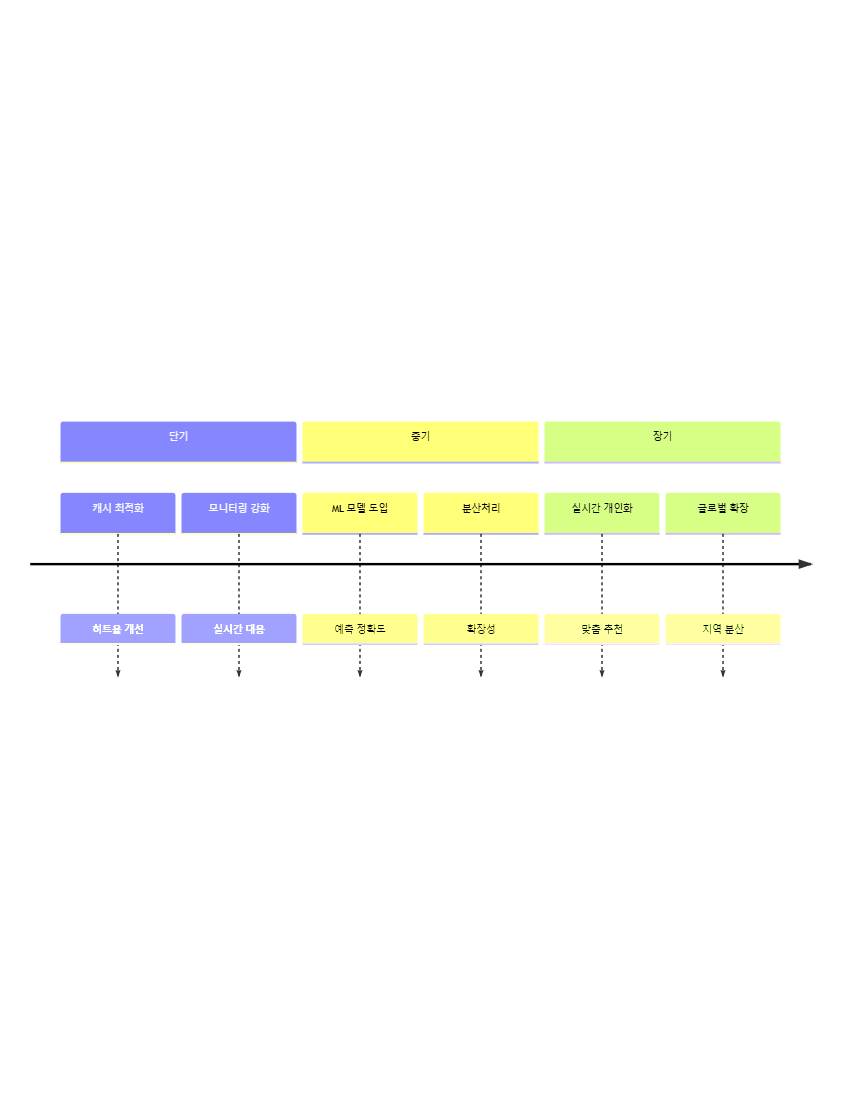 단기
중기
장기
캐시 최적화
모니터링 강화
ML 모델 도입
분산처리
실시간 개인화
글로벌 확장
히트율 개선
실시간 대응
예측 정확도
확장성
맞춤 추천
지역 분산